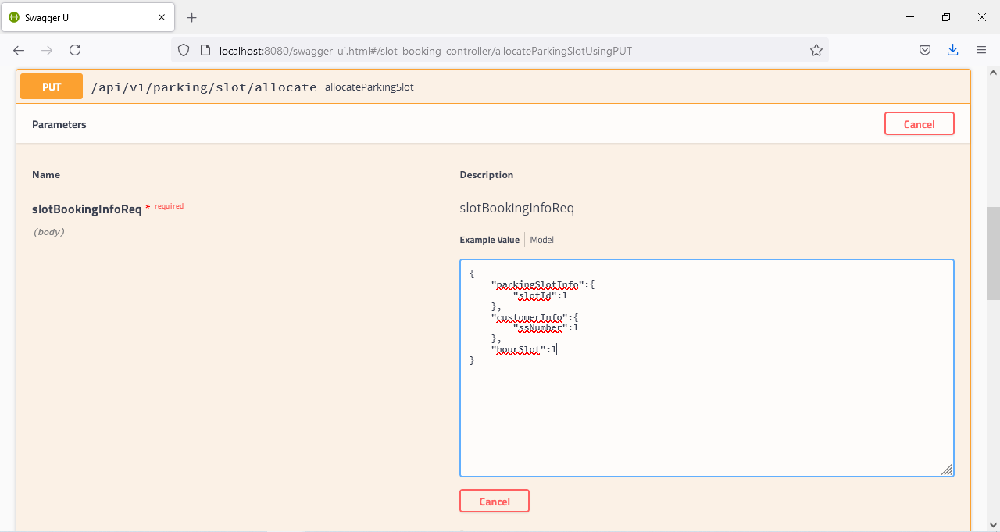 Swagger UI
localhost:8080/swagger-ui.html#/slot-booking-controller/allocateParkingSlotUsingPUT
PUT /api/v1/parking/slot/allocate allocateParkingSlot
Parameters Cancel
Name Description
slotBookingInfoReq * required slotBookingInfoReq
(body)
Example Value Model
{
    "parkingSlotInfo":{
        "slotId":1
    },
    "customerInfo":{
        "ssNumber":1
    },
    "hourSlot":1
}
Cancel